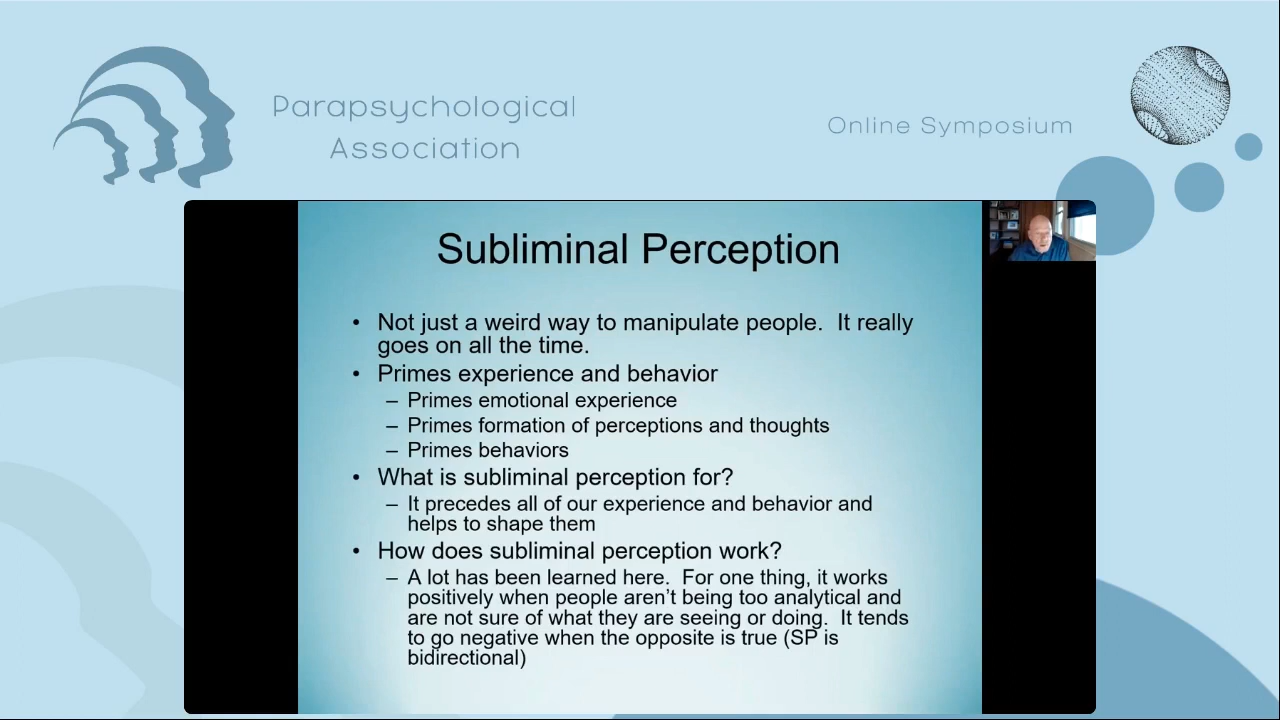 Parapsychological
Association
Online Symposium
Subliminal Perception
• Not just a weird way to manipulate people.  It really
goes on all the time.
• Primes experience and behavior
– Primes emotional experience
– Primes formation of perceptions and thoughts
– Primes behaviors
• What is subliminal perception for?
– It precedes all of our experience and behavior and
helps to shape them
• How does subliminal perception work?
– A lot has been learned here.  For one thing, it works
positively when people aren’t being too analytical and
are not sure of what they are seeing or doing.  It tends
to go negative when the opposite is true (SP is
bidirectional)